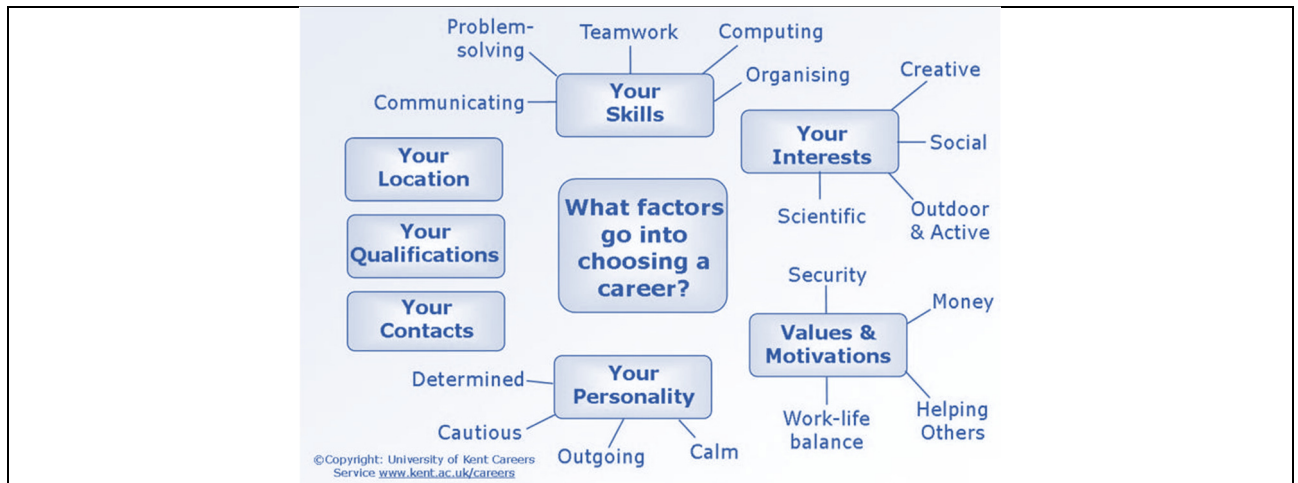 Problem-
solving
Teamwork
Computing
Organising
Communicating
Your
Skills
Creative
Your
Interests
Social
Scientific
Outdoor
& Active
Your
Location
Your
Qualifications
Your
Contacts
What factors
go into
choosing a
career?
Security
Money
Values &
Motivations
Work-life
balance
Helping
Others
Determined
Your
Personality
Cautious
Outgoing
Calm
©Copyright: University of Kent Careers
Service www.kent.ac.uk/careers